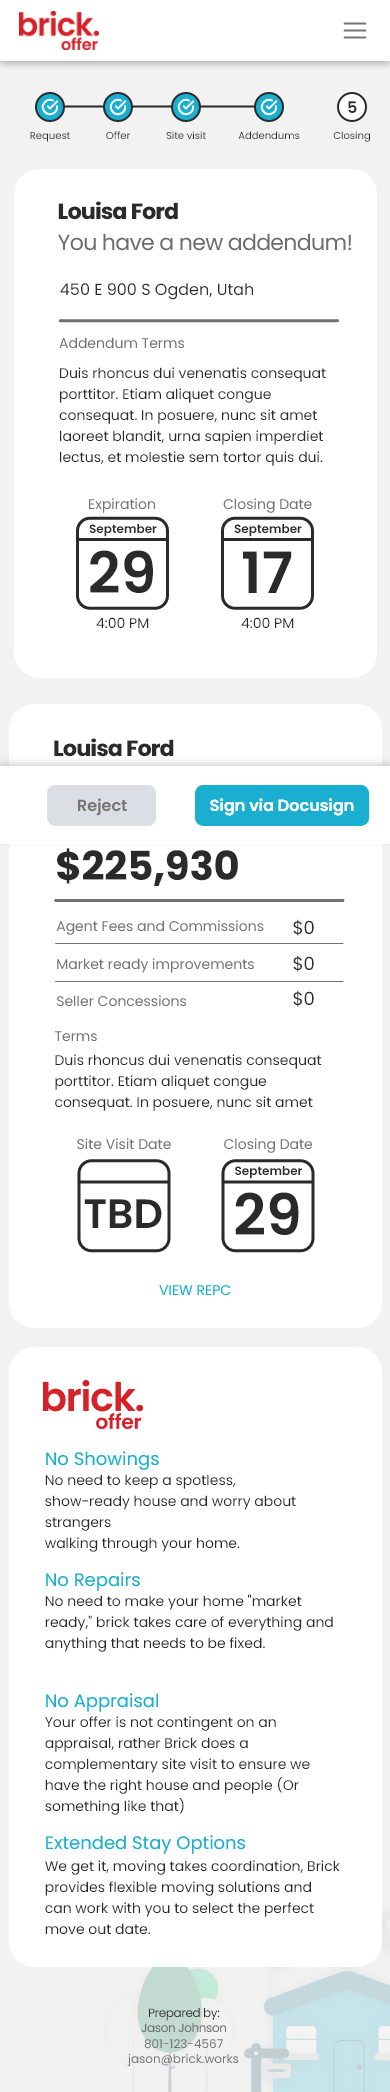 brick.
offer
5
Request
Offer
Site visit
Addendums
Closing
Louisa Ford
You have a new addendum!
450 E 900 S Ogden, Utah
Addendum Terms
Duis rhoncus dui venenatis consequat
porttitor. Etiam aliquet congue
consequat. In posuere, nunc sit amet
laoreet blandit, urna sapien imperdiet
lectus, et molestie sem tortor quis dui.
Expiration
September
29
4:00 PM
Closing Date
September
17
4:00 PM
Louisa Ford
Reject
Sign via Docusign
$225,930
Agent Fees and Commissions $0
Market ready improvements $0
Seller Concessions $0
Terms
Duis rhoncus dui venenatis consequat
porttitor. Etiam aliquet congue
consequat. In posuere, nunc sit amet
Site Visit Date
TBD
Closing Date
September
29
VIEW REPC
brick.
offer
No Showings
No need to keep a spotless,
show-ready house and worry about
strangers
walking through your home.
No Repairs
No need to make your home "market
ready," brick takes care of everything and
anything that needs to be fixed.
No Appraisal
Your offer is not contingent on an
appraisal, rather Brick does a
complementary site visit to ensure we
have the right house and people (Or
something like that)
Extended Stay Options
We get it, moving takes coordination, Brick
provides flexible moving solutions and
can work with you to select the perfect
move out date.
Prepared by:
Jason Johnson
801-123-4567
jason@brick.works